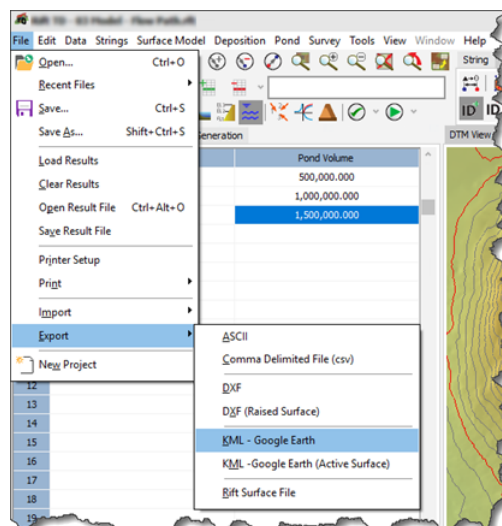 File Edit Data Strings Surface Model Deposition Pond Survey Tools View Window Help
Open... Ctrl+O
String
Recent Files
Save... Ctrl+S
Save As... Shift+Ctrl+S
ID
Load Results
eneration
DTM View
Pond Volume
Clear Results
500,000.000
Open Result File Ctrl+Alt+O
1,000,000.000
Save Result File
1,500,000.000
Printer Setup
Print
Import
Export
ASCII
New Project
Comma Delimited File (csv)
12
DXF
13
DXF (Raised Surface)
14
15
KML - Google Earth
16
KML -Google Earth (Active Surface)
17
18
Rift Surface File
19